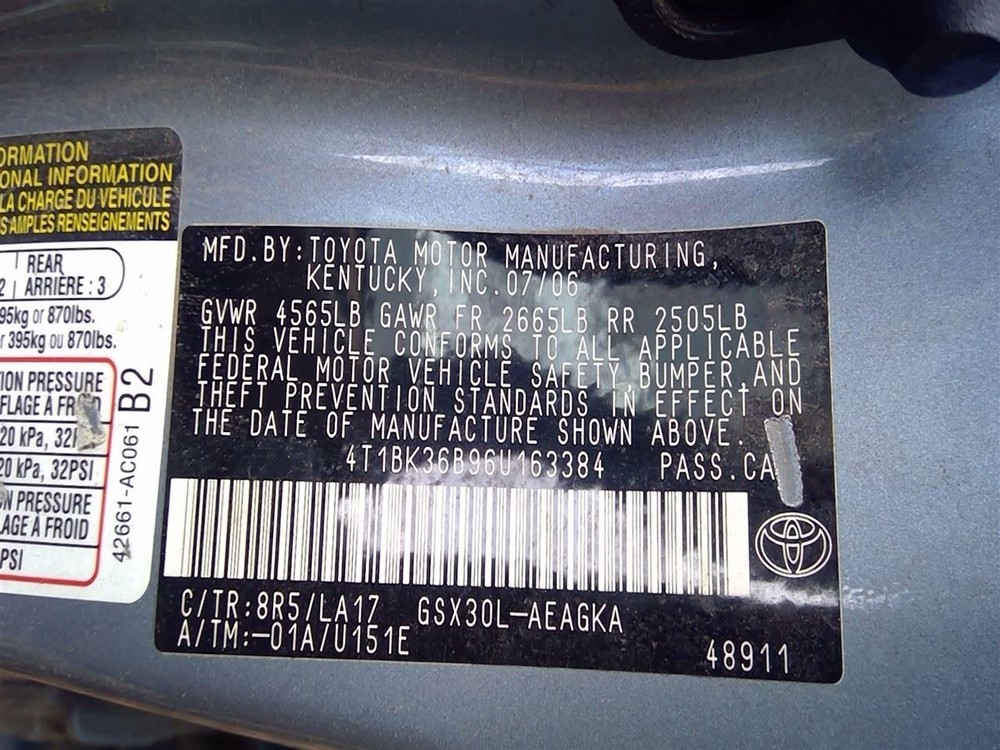 ORMATION
ONAL INFORMATION
LA CHARGE DU VÉHICULE
S AMPLES RENSEIGNEMENTS
2 | REAR
ARRIERE : 3
95kg or 870lbs.
r 395kg ou 870lbs.
ION PRESSURE
FLAGE À FROID
20 kPa, 32
20 kPa, 32PSI
N PRESSURE
LAGE À FROID
PSI
42661-AC061 B2
MFD.BY:TOYOTA MOTOR MANUFACTURING,
KENTUCKY, INC. 07/06
GVWR 4565LB GAWR FR 2665LB RR 2505LB
THIS VEHICLE CONFORMS TO ALL APPLICABLE
FEDERAL MOTOR VEHICLE SAFETY,BUMPER,AND
THEFT PREVENTION STANDARDS IN EFFECT ON
THE DATE OF MANUFACTURE SHOWN ABOVE.
4T1BK36B96U163384 PASS.CA
C/TR:8R5/LA17 GSX30L-AEAGKA
A/TM:-01A/U151E
48911